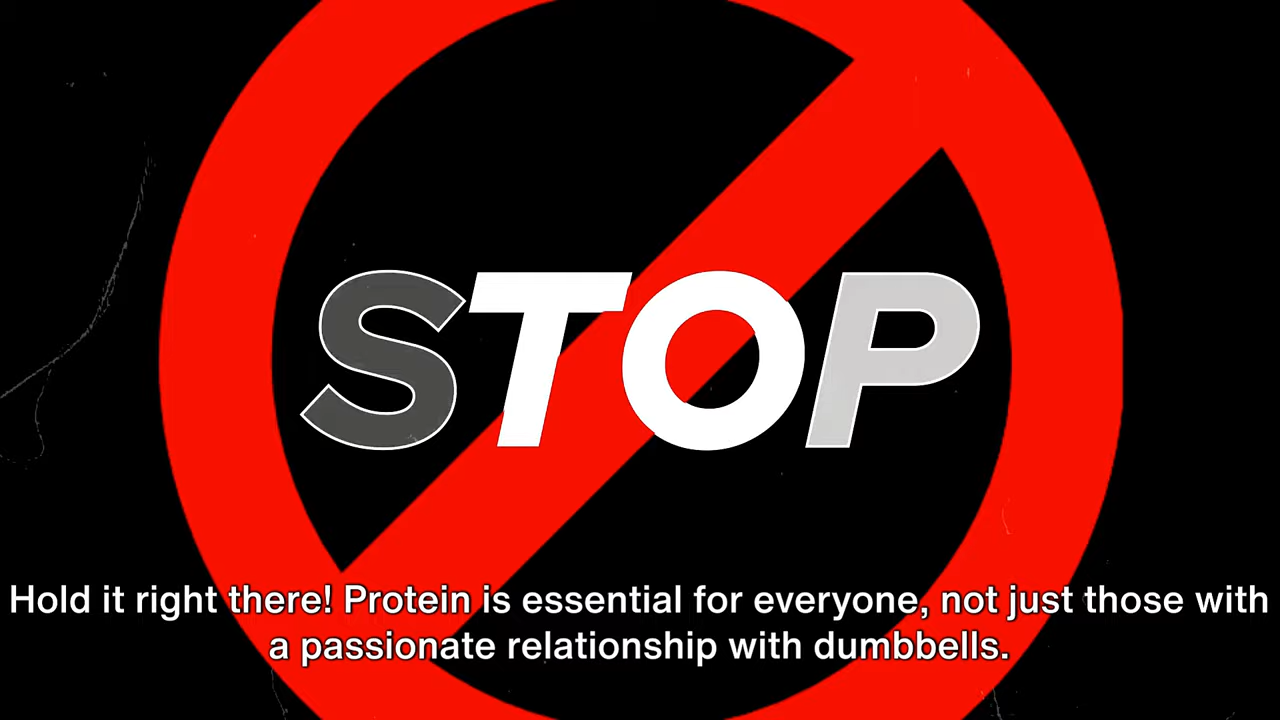 STOP
Hold it right there! Protein is essential for everyone, not just those with
a passionate relationship with dumbbells.